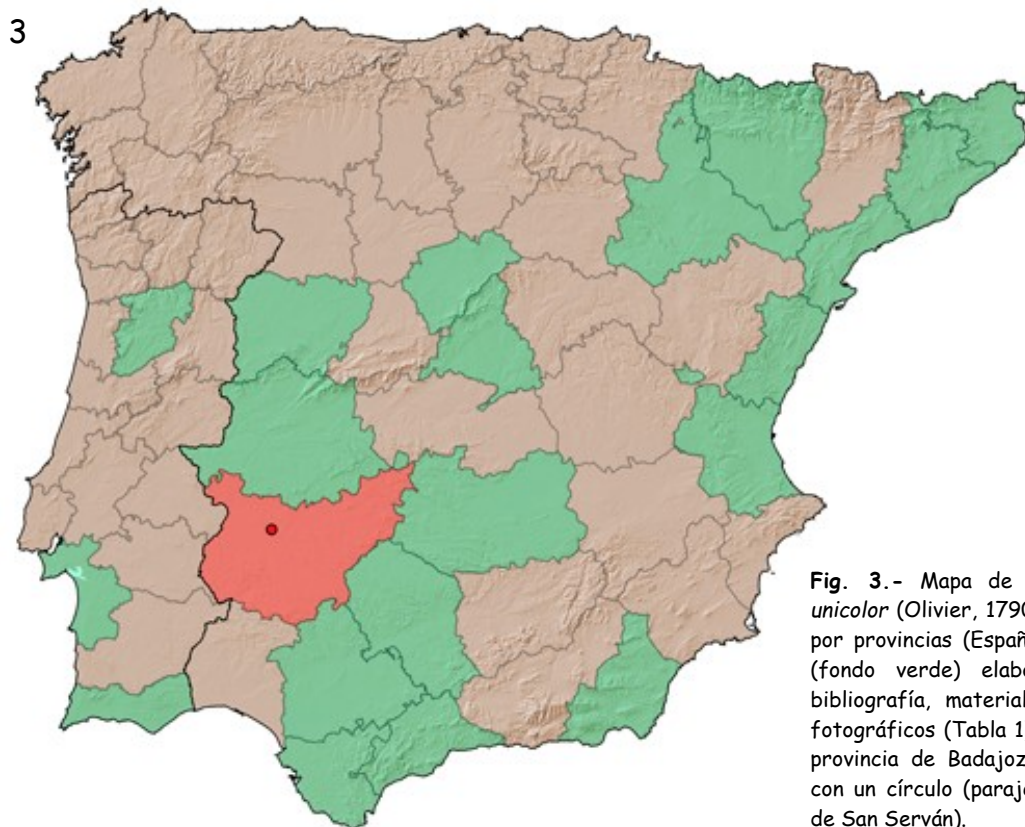 3
Fig. 3.- Mapa de
unicolor (Olivier, 1790
por provincias (Españ
(fondo verde) elabo
bibliografía, material
fotográficos (Tabla 1
provincia de Badajoz
con un círculo (paraj
de San Serván).